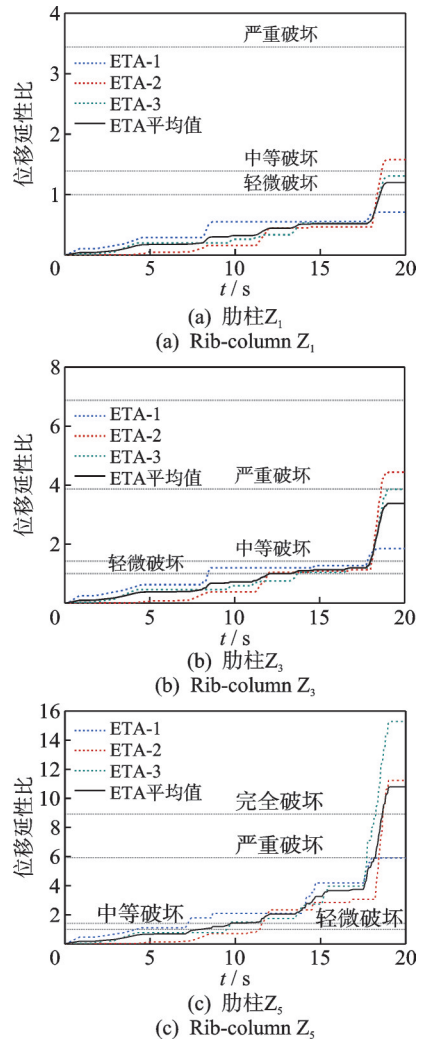 4
严重破坏
ETA-1
3
ETA-2
ETA-3
ETA平均值
位移延性比
2
中等破坏
轻微破坏
1
0 5 10 15 20
t / s
(a) 肋柱Z₁
(a) Rib-column Z₁
8
ETA-1
6
ETA-2
ETA-3
ETA平均值
位移延性比
4
严重破坏
2
轻微破坏
中等破坏
0 5 10 15 20
t / s
(b) 肋柱Z₃
(b) Rib-column Z₃
16
ETA-1
14
ETA-2
12
ETA-3
ETA平均值
10
位移延性比
完全破坏
8
严重破坏
6
4
中等破坏
轻微破坏
2
0 5 10 15 20
t / s
(c) 肋柱Z₅
(c) Rib-column Z₅